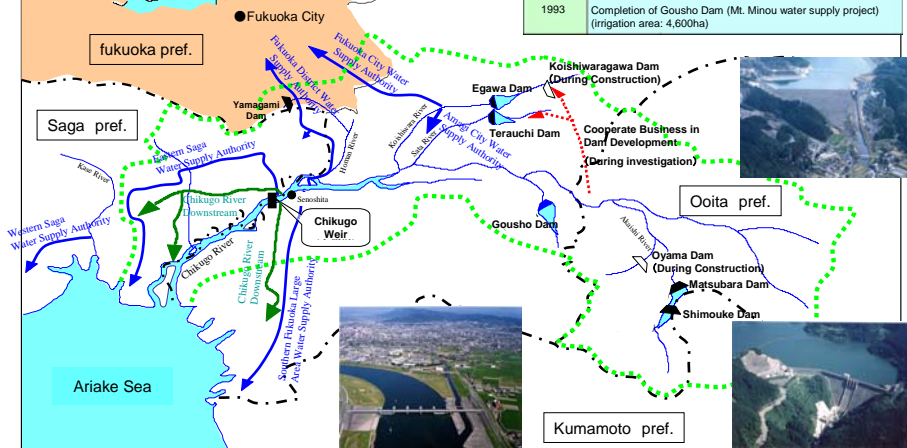 1993
Completion of Gousho Dam (Mt. Minou water supply project)
(irrigation area: 4,600ha)
Fukuoka City
fukuoka pref.
Fukuoka District Water
Supply Authority
Fukuoka City Water
Supply Authority
Koishiwaragawa Dam
(During Construction)
Egawa Dam
Yamagami
Dam
Saga pref.
Koishiwara River
Sata River
Amagi City Water
Supply Authority
Terauchi Dam
Cooperate Business in
Dam Development
(During investigation)
Homan River
Kase River
Eastern Saga
Water Supply Authority
Senoshita
Chikugo River
Downstream
Chikugo
Weir
Ooita pref.
Gousho Dam
Western Saga
Water Supply Authority
Chikugo River
Chikugo River
Downstream
Southern Fukuoka Large
Area Water Supply Authority
Akaishi River
Oyama Dam
(During Construction)
Matsubara Dam
Shimouke Dam
Ariake Sea
Kumamoto pref.